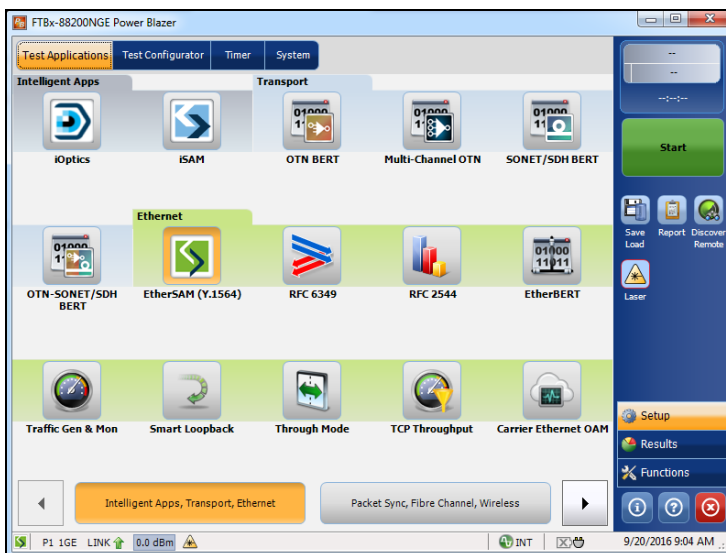 FTBx-88200NGE Power Blazer
Test Applications Test Configurator Timer System
Intelligent Apps Transport
iOptics iSAM OTN BERT Multi-Channel OTN SONET/SDH BERT
Ethernet
OTN-SONET/SDH BERT EtherSAM (Y.1564) RFC 6349 RFC 2544 EtherBERT
Traffic Gen & Mon Smart Loopback Through Mode TCP Throughput Carrier Ethernet OAM
Intelligent Apps, Transport, Ethernet Packet Sync, Fibre Channel, Wireless
--
--
--:--:--
Start
Save Load Report Discover Remote
Laser
Setup
Results
Functions
P1 1GE LINK 0.0 dBm INT 9/20/2016 9:04 AM